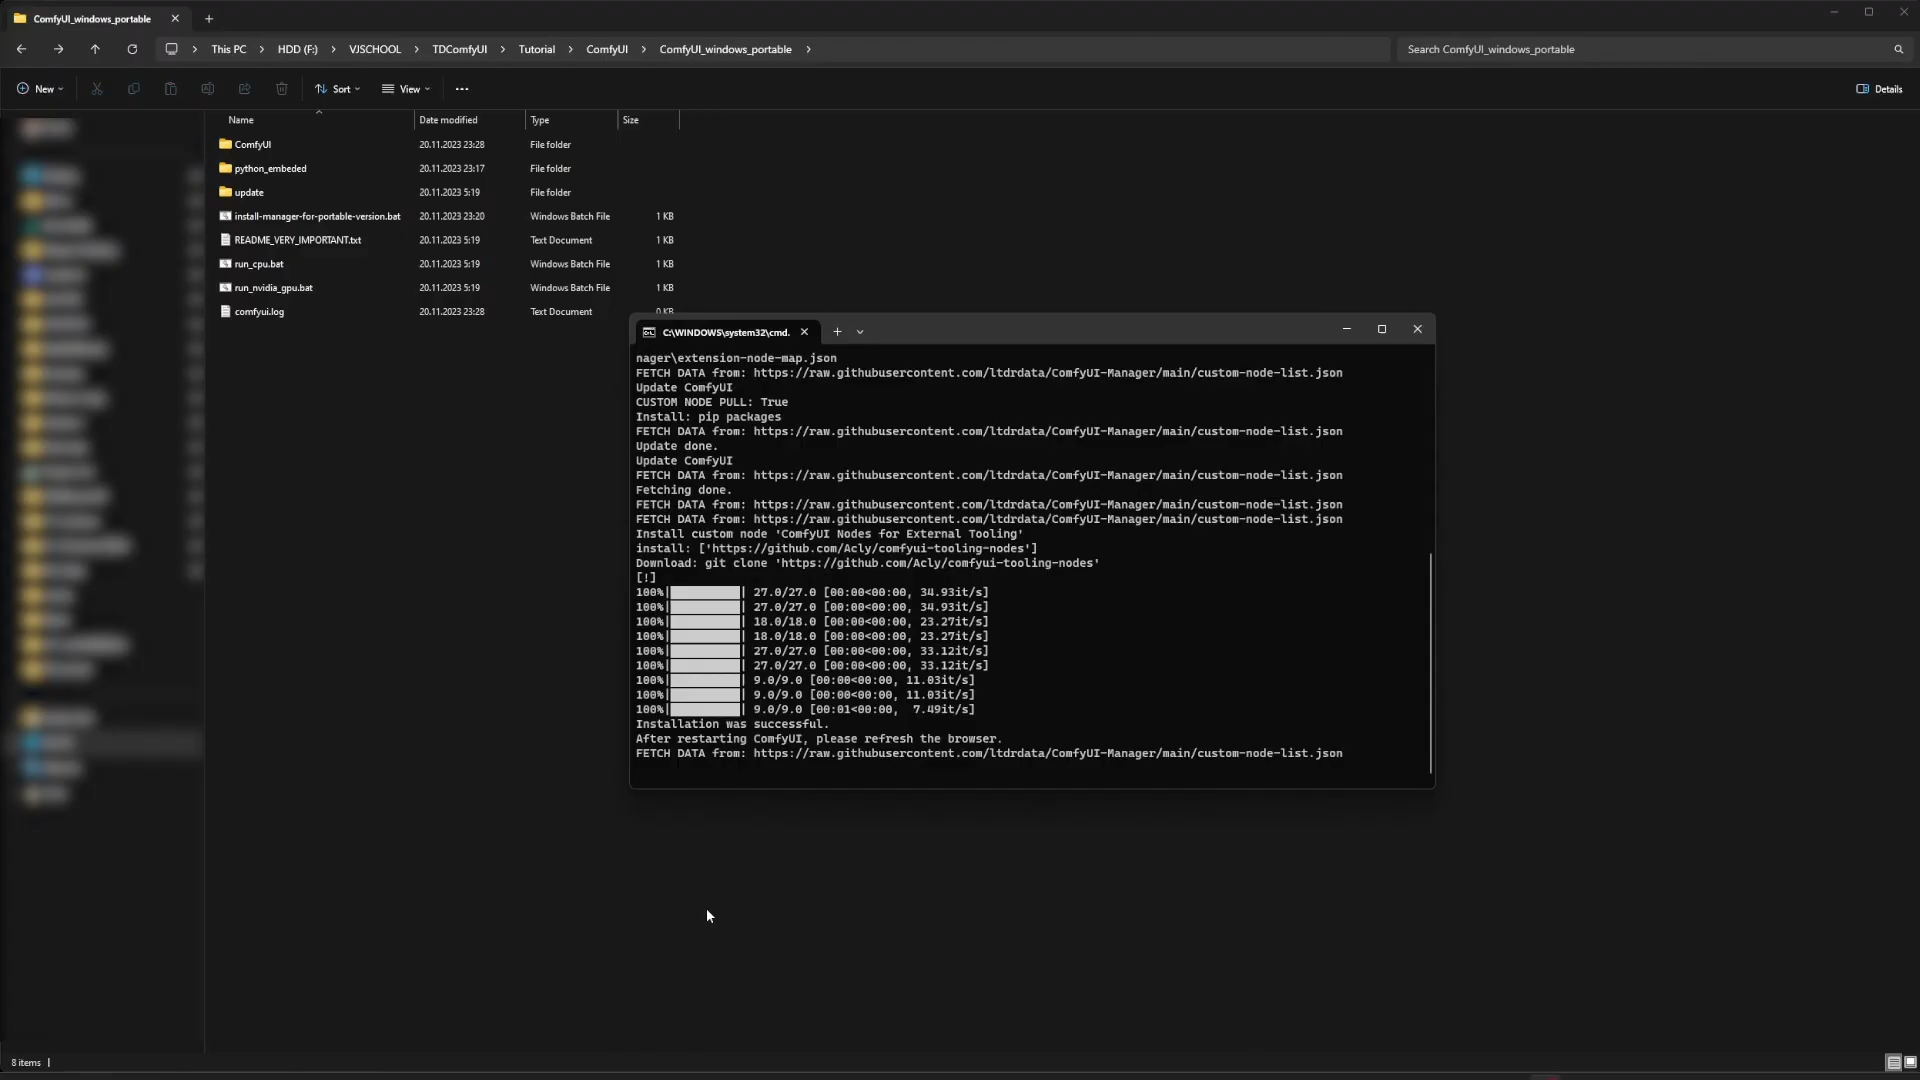 ComfyUI_windows_portable
This PC > HDD (F:) > VJSCHOOL > TDComfyUI > Tutorial > ComfyUI > ComfyUI_windows_portable >
Search ComfyUI_windows_portable
New
Sort
View
Details
Name Date modified Type Size
ComfyUI 20.11.2023 23:28 File folder
python_embeded 20.11.2023 23:17 File folder
update 20.11.2023 5:19 File folder
install-manager-for-portable-version.bat 20.11.2023 23:20 Windows Batch File 1 KB
README_VERY_IMPORTANT.txt 20.11.2023 5:19 Text Document 1 KB
run_cpu.bat 20.11.2023 5:19 Windows Batch File 1 KB
run_nvidia_gpu.bat 20.11.2023 5:19 Windows Batch File 1 KB
comfyui.log 20.11.2023 23:28 Text Document 0 KB
C:\WINDOWS\system32\cmd.
nager\extension-node-map.json
FETCH DATA from: https://raw.githubusercontent.com/ltdrdata/ComfyUI-Manager/main/custom-node-list.json
Update ComfyUI
CUSTOM NODE PULL: True
Install: pip packages
FETCH DATA from: https://raw.githubusercontent.com/ltdrdata/ComfyUI-Manager/main/custom-node-list.json
Update done.
Update ComfyUI
FETCH DATA from: https://raw.githubusercontent.com/ltdrdata/ComfyUI-Manager/main/custom-node-list.json
Fetching done.
FETCH DATA from: https://raw.githubusercontent.com/ltdrdata/ComfyUI-Manager/main/custom-node-list.json
FETCH DATA from: https://raw.githubusercontent.com/ltdrdata/ComfyUI-Manager/main/custom-node-list.json
Install custom node 'ComfyUI Nodes for External Tooling'
install: ['https://github.com/Acly/comfyui-tooling-nodes']
Download: git clone 'https://github.com/Acly/comfyui-tooling-nodes'
[!]
100%| | 27.0/27.0 [00:00<00:00, 34.93it/s]
100%| | 27.0/27.0 [00:00<00:00, 34.93it/s]
100%| | 18.0/18.0 [00:00<00:00, 23.27it/s]
100%| | 18.0/18.0 [00:00<00:00, 23.27it/s]
100%| | 27.0/27.0 [00:00<00:00, 33.12it/s]
100%| | 27.0/27.0 [00:00<00:00, 33.12it/s]
100%| | 9.0/9.0 [00:00<00:00, 11.03it/s]
100%| | 9.0/9.0 [00:00<00:00, 11.03it/s]
100%| | 9.0/9.0 [00:01<00:00, 7.49it/s]
Installation was successful.
After restarting ComfyUI, please refresh the browser.
FETCH DATA from: https://raw.githubusercontent.com/ltdrdata/ComfyUI-Manager/main/custom-node-list.json
8 items